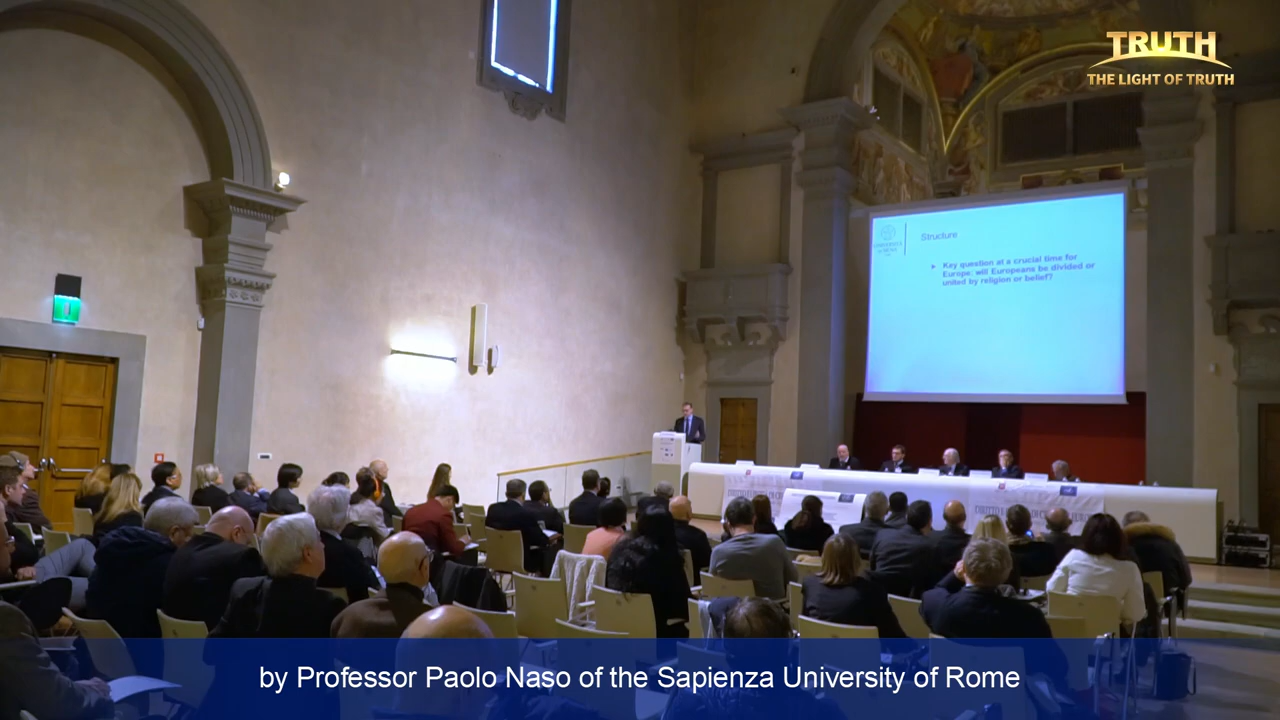 TRUTH
THE LIGHT OF TRUTH
Structure
Key question at a crucial time for
Europe: will Europeans be divided or
united by religion or belief?
by Professor Paolo Naso of the Sapienza University of Rome